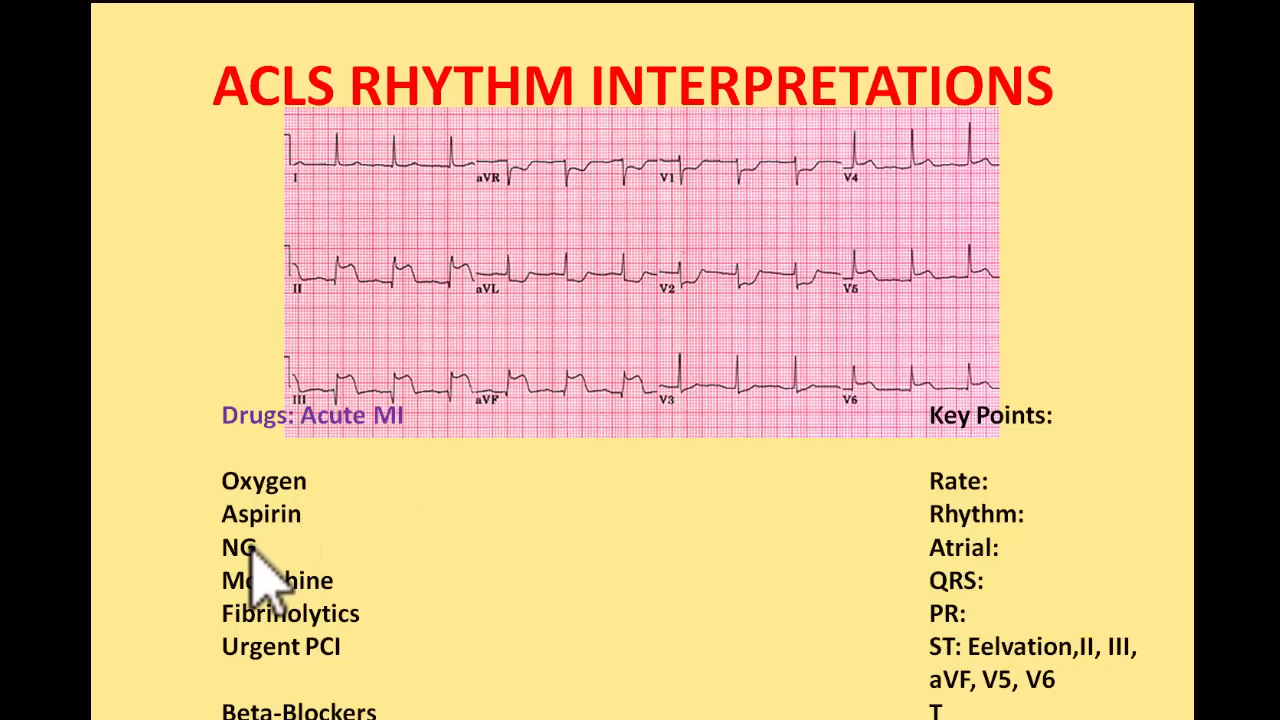 ACLS RHYTHM INTERPRETATIONS
I aVR V1 V4
II aVL V2 V5
III aVF V3 V6
Drugs: Acute MI
Oxygen
Aspirin
NG
Fibrinolytics
Urgent PCI
Beta-Blockers
Key Points:
Rate:
Rhythm:
Atrial:
QRS:
PR:
ST: Eelvation,II, III,
aVF, V5, V6
T